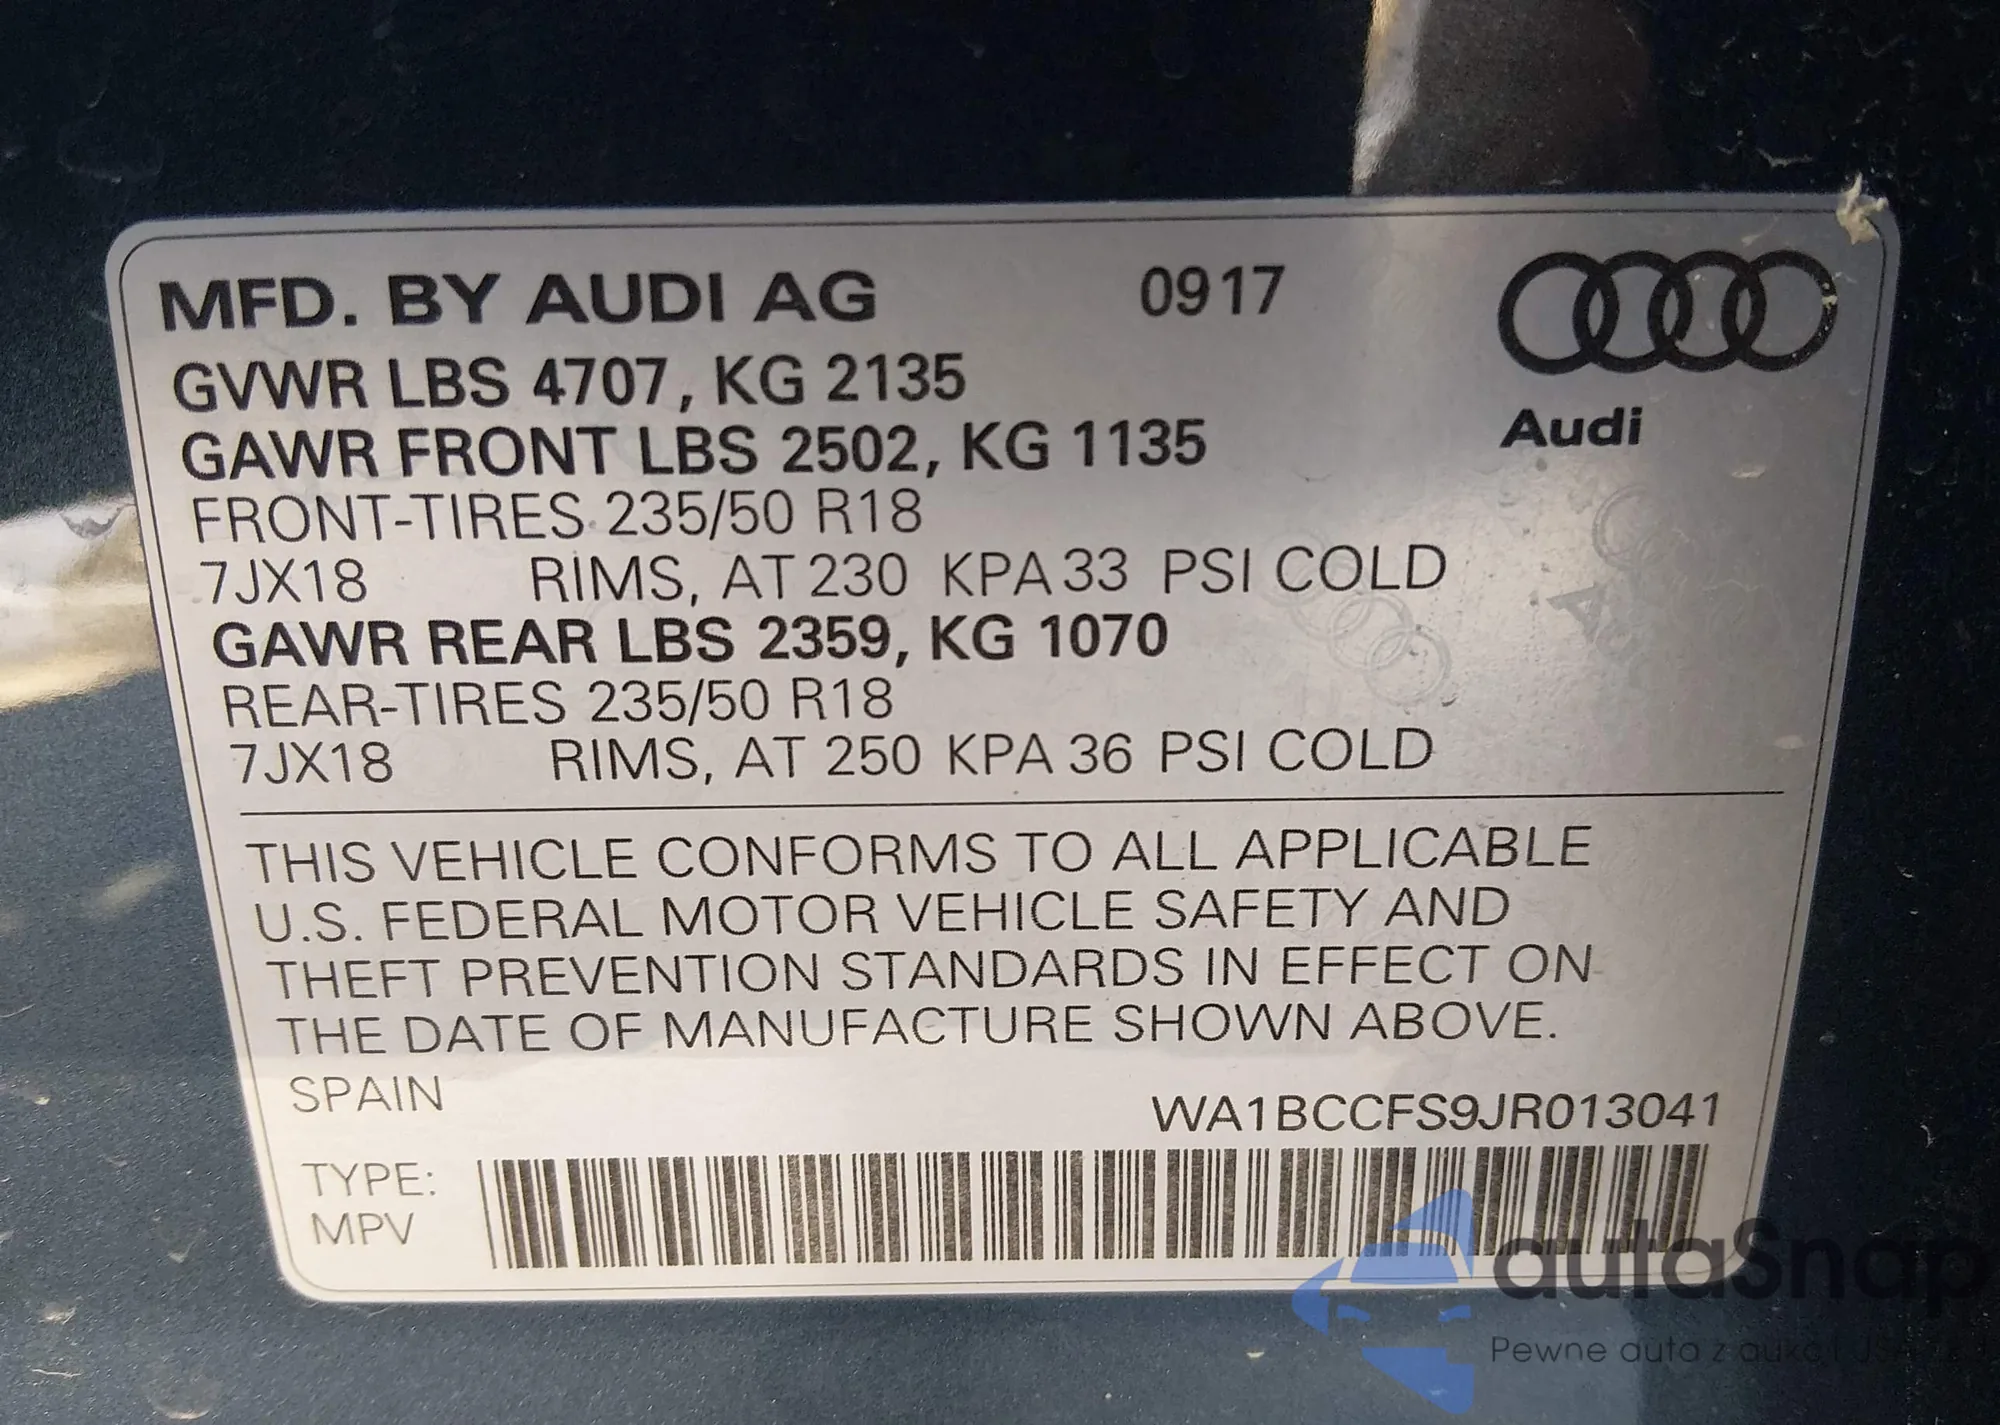 MFD. BY AUDI AG 0917
GVWR LBS 4707, KG 2135
GAWR FRONT LBS 2502, KG 1135
Audi
FRONT-TIRES 235/50 R18
7JX18 RIMS, AT 230 KPA 33 PSI COLD
GAWR REAR LBS 2359, KG 1070
REAR-TIRES 235/50 R18
7JX18 RIMS, AT 250 KPA 36 PSI COLD
THIS VEHICLE CONFORMS TO ALL APPLICABLE
U.S. FEDERAL MOTOR VEHICLE SAFETY AND
THEFT PREVENTION STANDARDS IN EFFECT ON
THE DATE OF MANUFACTURE SHOWN ABOVE.
SPAIN
WA1BCCFS9JR013041
TYPE:
MPV
autaSnap
Pewne auta z